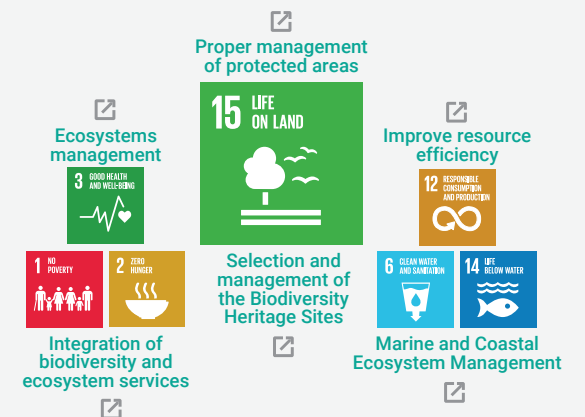 Proper management
of protected areas
15 LIFE
ON LAND
Selection and
management of
the Biodiversity
Heritage Sites
Ecosystems
management
3 GOOD HEALTH
AND WELL-BEING
1 NO
POVERTY
2 ZERO
HUNGER
Integration of
biodiversity and
ecosystem services
Improve resource
efficiency
12 RESPONSIBLE
CONSUMPTION
AND PRODUCTION
6 CLEAN WATER
AND SANITATION
14 LIFE
BELOW WATER
Marine and Coastal
Ecosystem Management